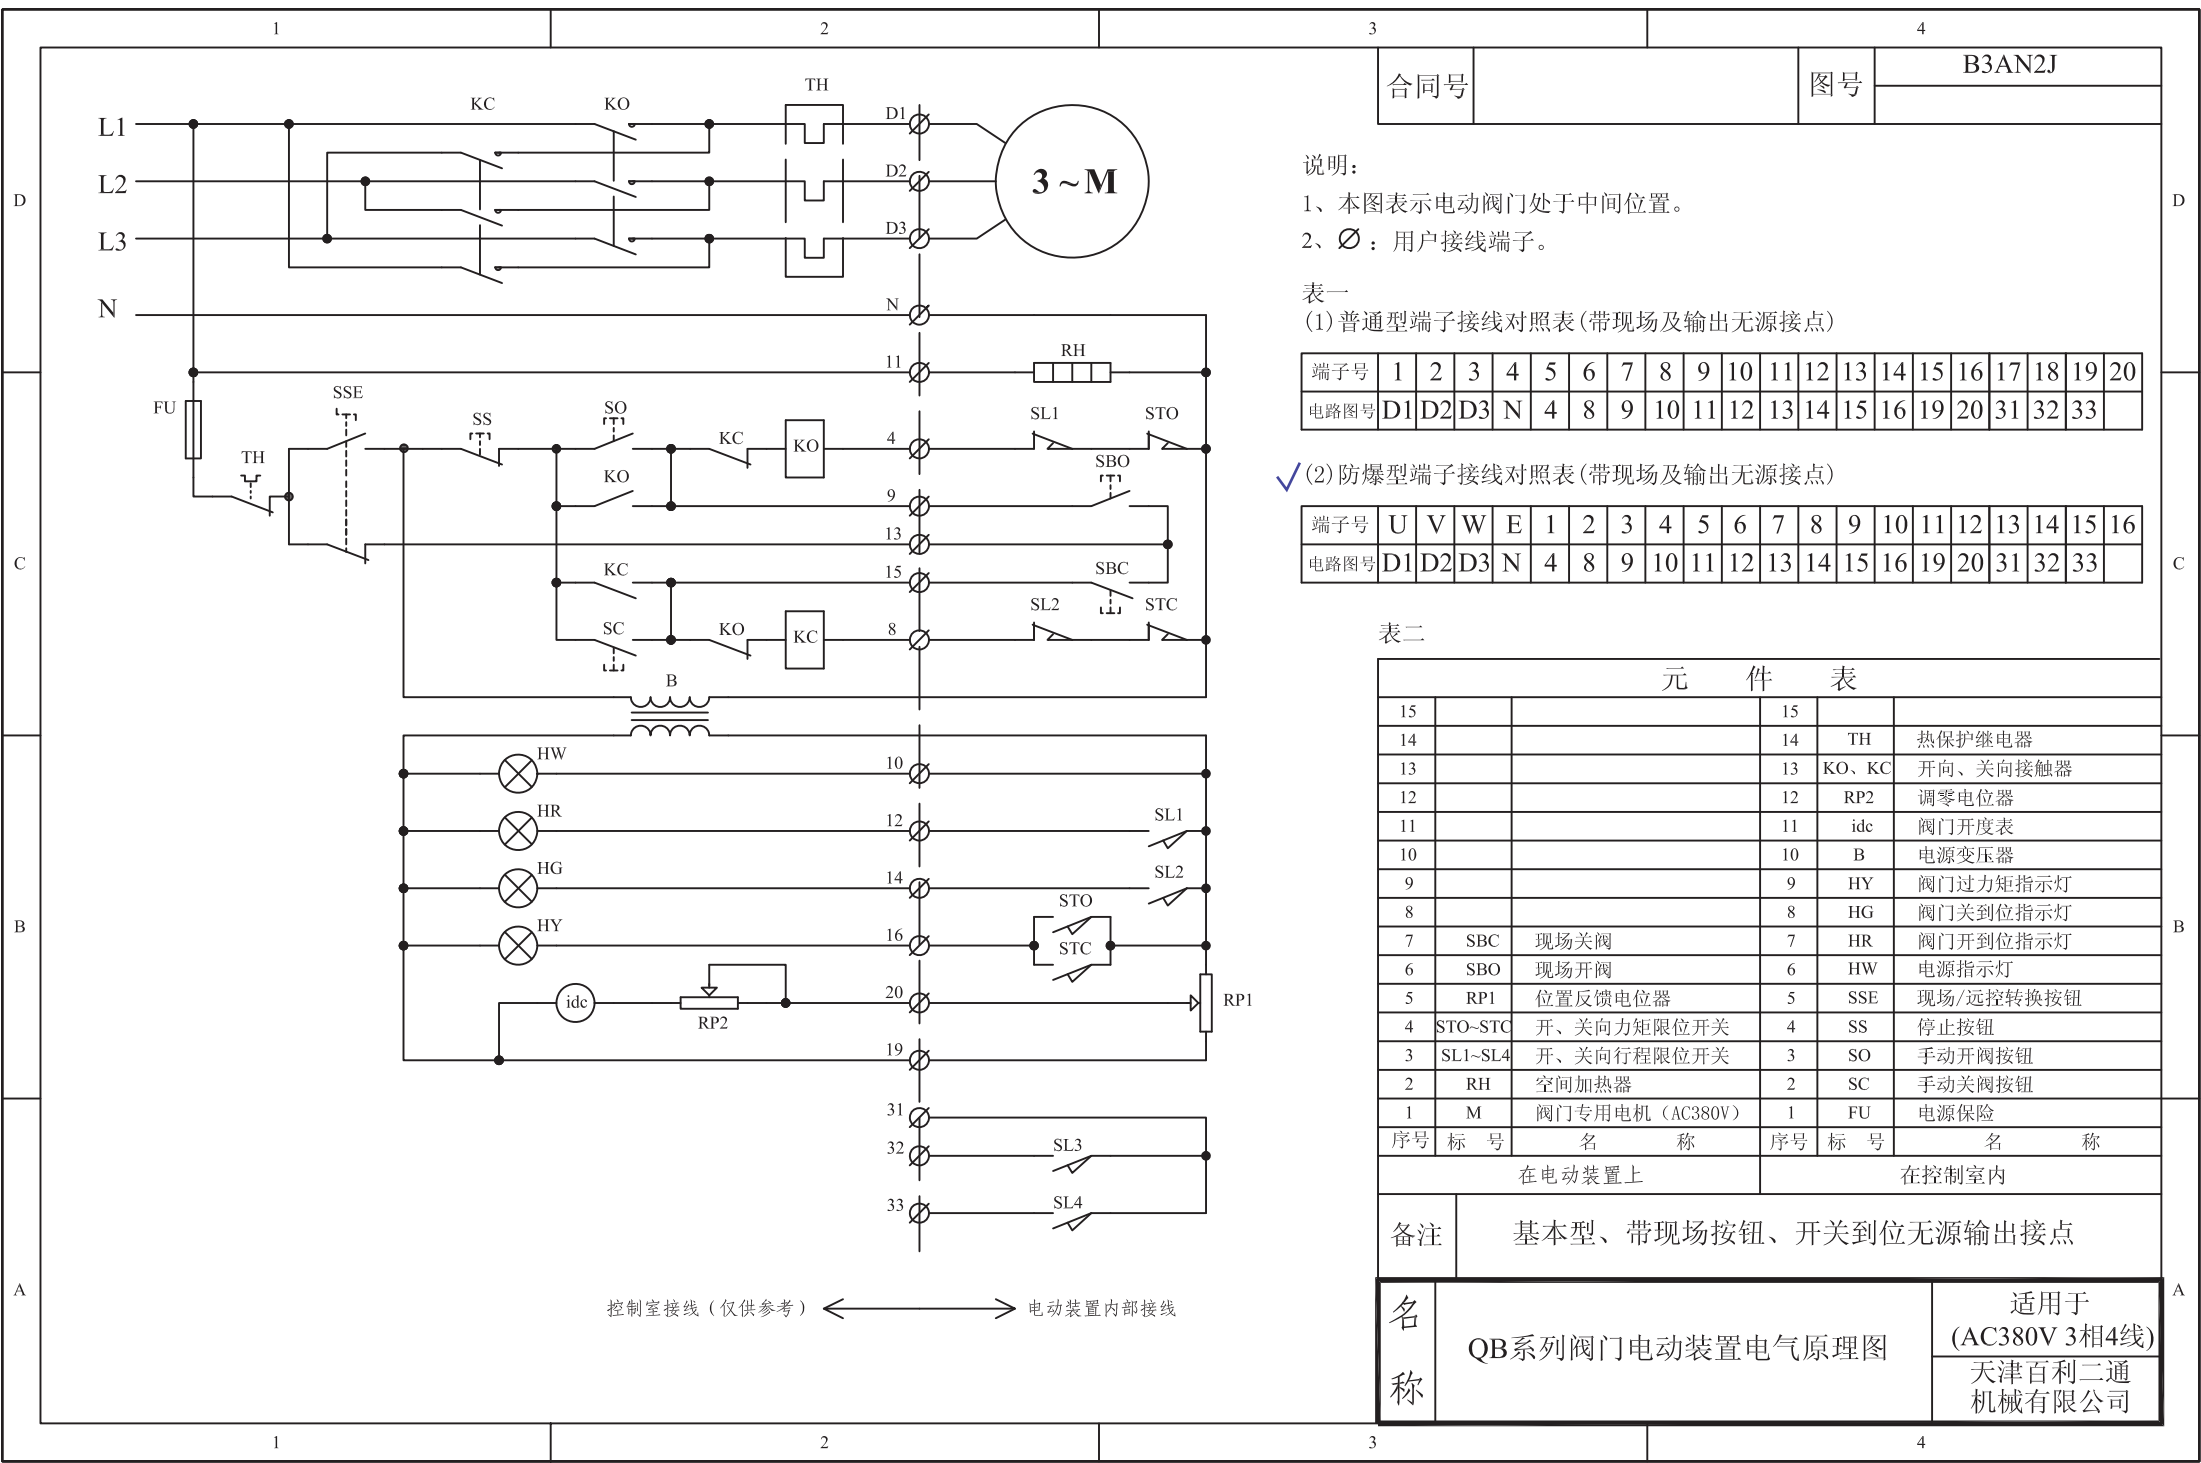 1 2 3 4
合同号 图号 B3AN2J
KC KO TH
L1 D1
L2 D2 3~M
L3 D3
N N
D D
说明:
1、本图表示电动阀门处于中间位置。
2、 : 用户接线端子。
表一
(1)普通型端子接线对照表(带现场及输出无源接点)
端子号 1 2 3 4 5 6 7 8 9 10 11 12 13 14 15 16 17 18 19 20
电路图号 D1 D2 D3 N 4 8 9 10 11 12 13 14 15 16 19 20 31 32 33
(2)防爆型端子接线对照表(带现场及输出无源接点)
端子号 U V W E 1 2 3 4 5 6 7 8 9 10 11 12 13 14 15 16
电路图号 D1 D2 D3 N 4 8 9 10 11 12 13 14 15 16 19 20 31 32 33
11 RH
FU SSE SS SO SL1 STO
TH KC KO 4
KO 9 SBO
13
C C
KC 15 SBC
SC KO KC 8 SL2 STC
B
HW 10
HR 12 SL1
HG 14 SL2
HY 16 STO
STC
B B
idc RP2 20 RP1
19
31
32 SL3
33 SL4
A A
控制室接线(仅供参考) 电动装置内部接线
表二
元 件 表
15 15
14 14 TH 热保护继电器
13 13 KO、KC 开向、关向接触器
12 12 RP2 调零电位器
11 11 idc 阀门开度表
10 10 B 电源变压器
9 9 HY 阀门过力矩指示灯
8 8 HG 阀门关到位指示灯
7 SBC 现场关阀 7 HR 阀门开到位指示灯
6 SBO 现场开阀 6 HW 电源指示灯
5 RP1 位置反馈电位器 5 SSE 现场/远控转换按钮
4 STO~STC 开、关向力矩限位开关 4 SS 停止按钮
3 SL1~SL4 开、关向行程限位开关 3 SO 手动开阀按钮
2 RH 空间加热器 2 SC 手动关阀按钮
1 M 阀门专用电机(AC380V) 1 FU 电源保险
序号 标 号 名 称 序号 标 号 名 称
在电动装置上 在控制室内
备注 基本型、带现场按钮、开关到位无源输出接点
名称 QB系列阀门电动装置电气原理图
适用于
(AC380V 3相4线)
天津百利二通
机械有限公司
1 2 3 4